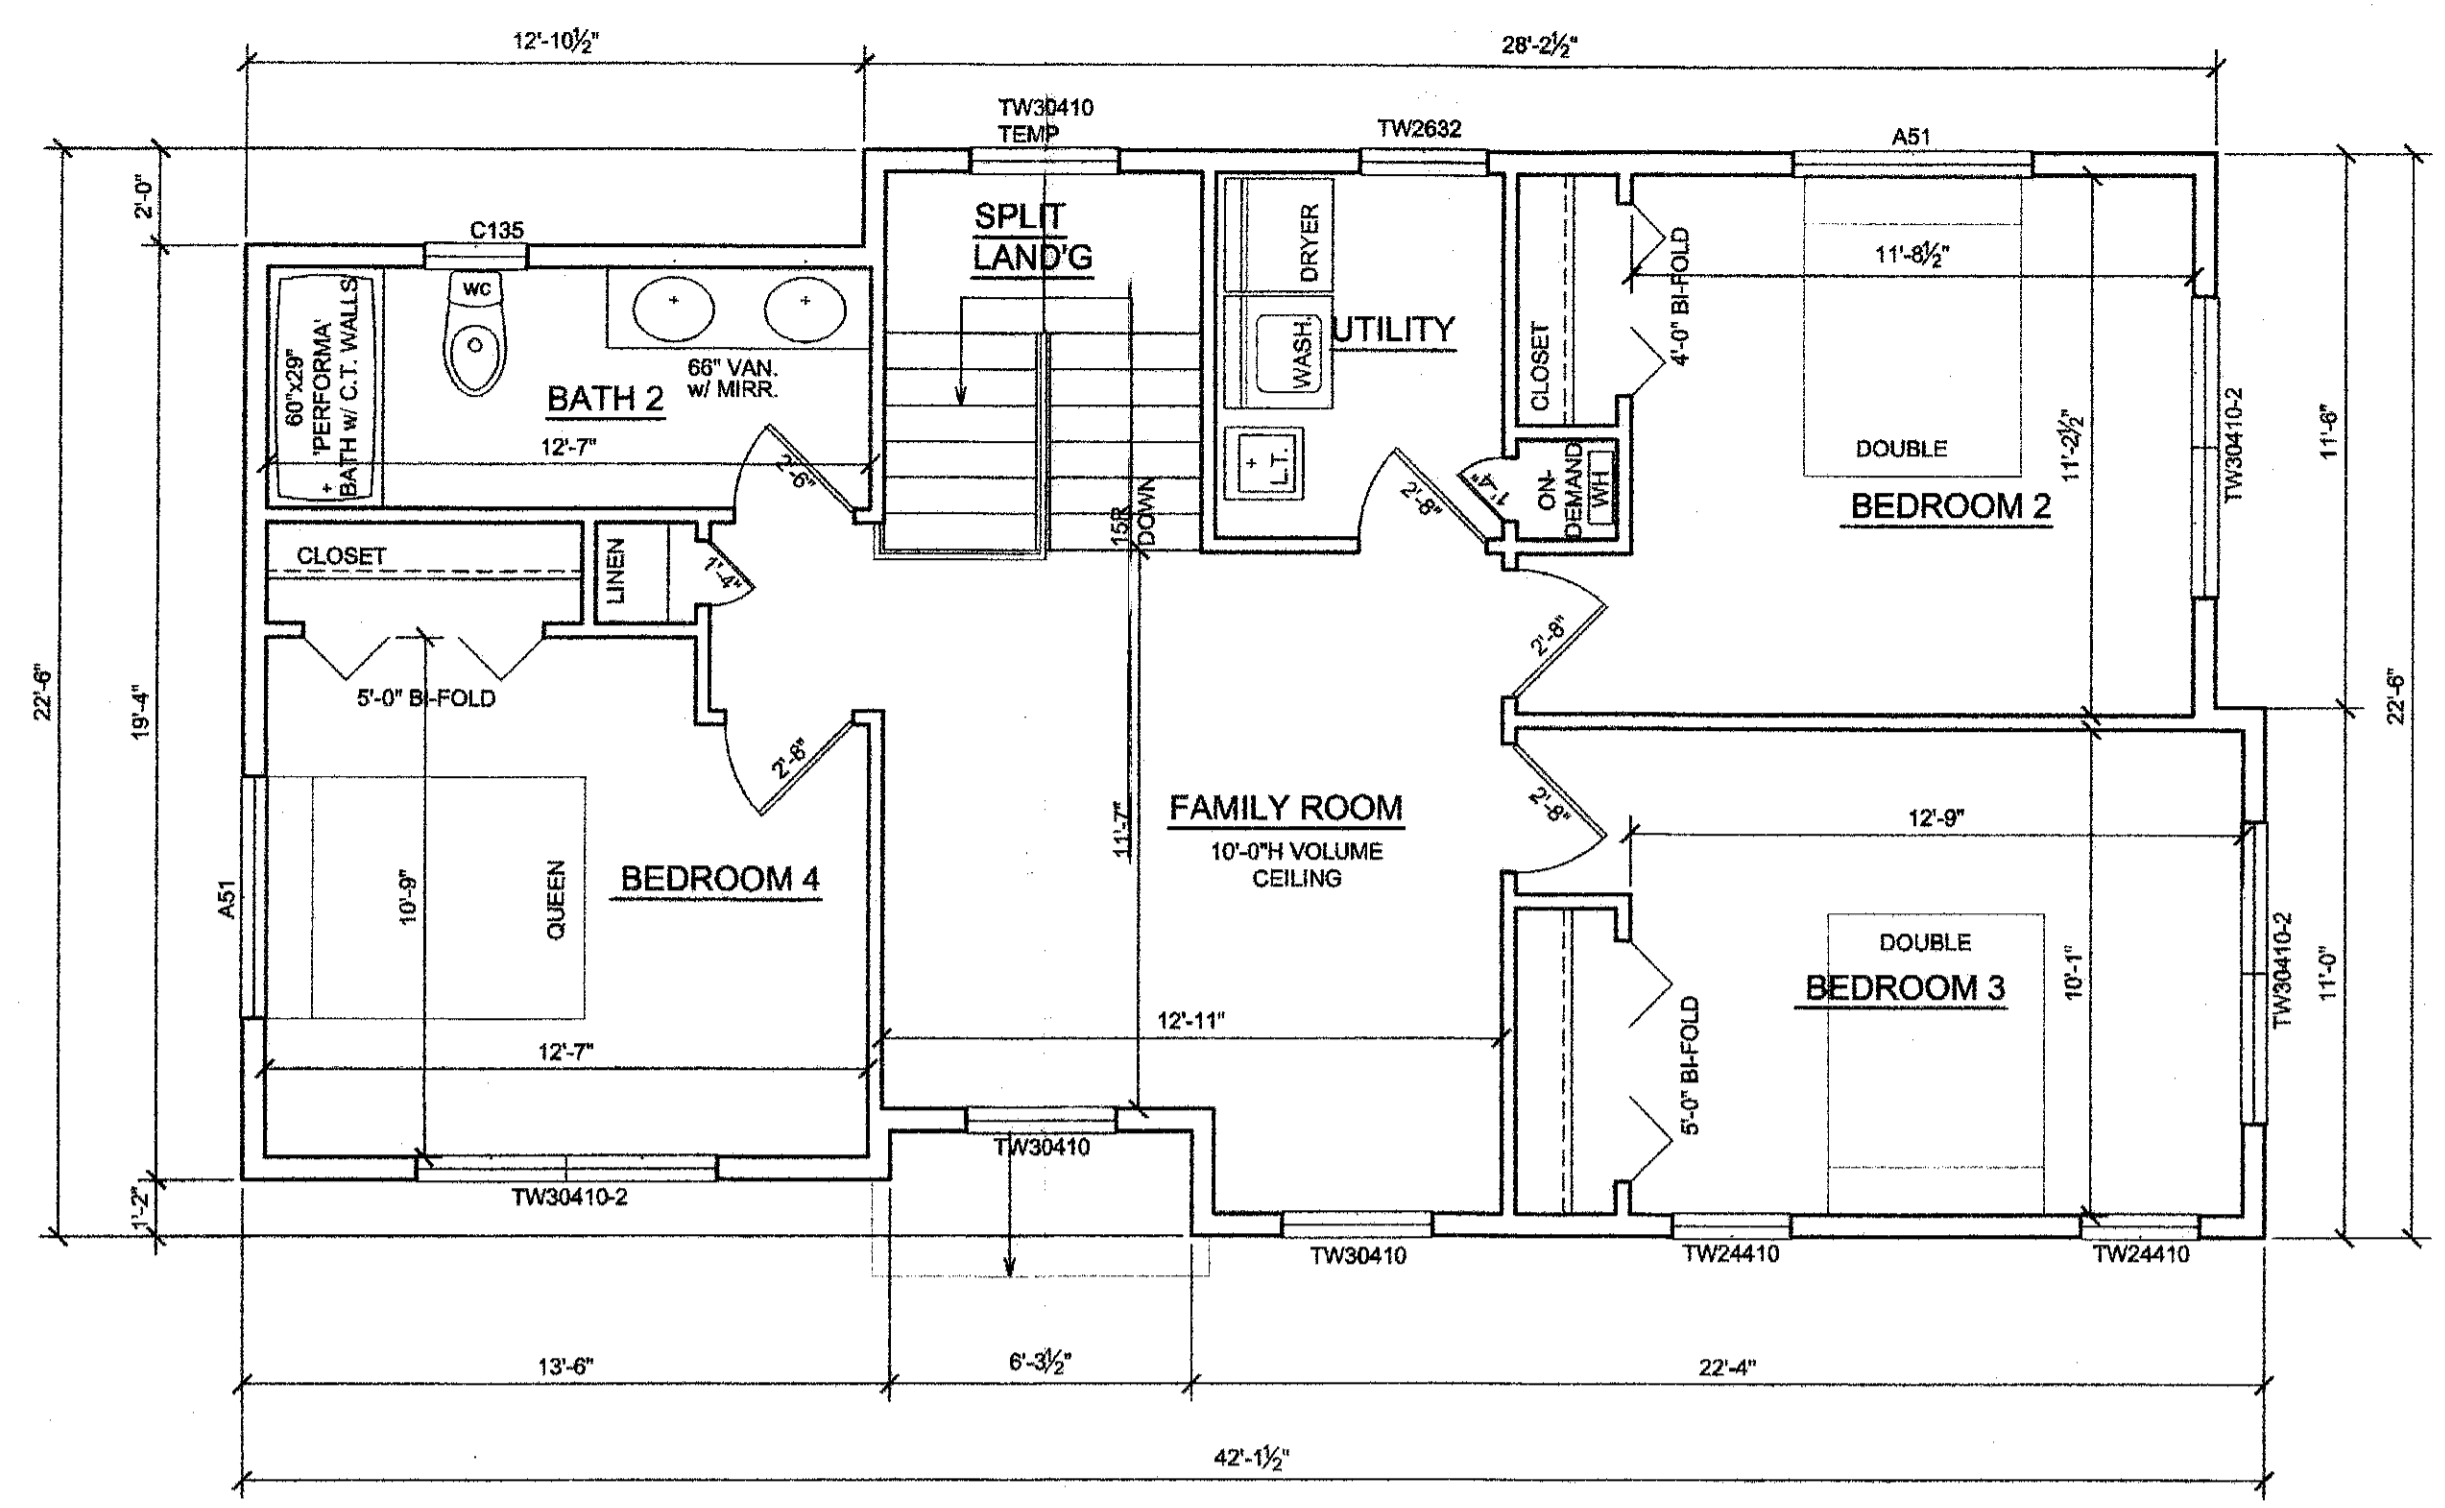 12'-10½"
28'-2½"
TW30410
TEMP
TW2632
A51
2'-0"
C135
SPLIT
LAND'G
DRYER
WASH.
UTILITY
L.T.
CLOSET
4'-0" BI-FOLD
11'-8½"
DOUBLE
BEDROOM 2
11'-2½"
TW30410-2
11'-6"
22'-6"
WC
60"x29"
'PERFORMA'
BATH w/ C.T. WALLS
66" VAN.
w/ MIRR.
BATH 2
12'-7"
2'-6"
15R
DOWN
2'-8"
1'-4"
ON-
DEMAND
WH
CLOSET
LINEN
1'-4"
5'-0" BI-FOLD
22'-6"
19'-4"
2'-8"
2'-8"
2'-8"
11'-7"
FAMILY ROOM
10'-0"H VOLUME
CEILING
12'-9"
A51
10'-9"
QUEEN
BEDROOM 4
DOUBLE
BEDROOM 3
10'-1"
TW30410-2
11'-0"
12'-11"
12'-7"
5'-0" BI-FOLD
1'-2"
TW30410-2
TW30410
TW30410
TW24410
TW24410
13'-6"
6'-3½"
22'-4"
42'-1½"